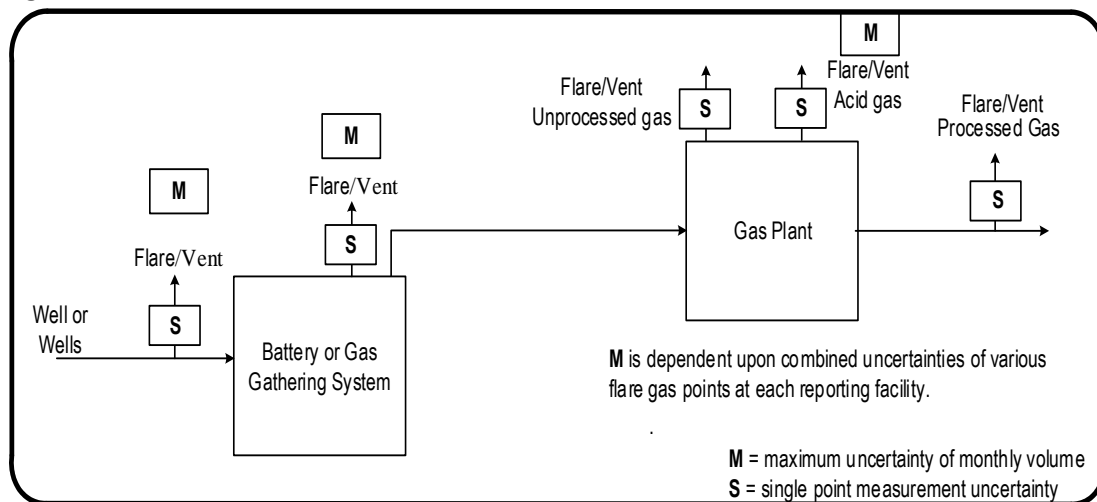 M
Flare/Vent
Acid gas
Flare/Vent
Unprocessed gas
S
S
Flare/Vent
Processed Gas
S
M
Flare/Vent
S
M
Flare/Vent
S
Well or
Wells
Battery or Gas
Gathering System
Gas Plant
M is dependent upon combined uncertainties of various
flare gas points at each reporting facility.
.
M = maximum uncertainty of monthly volume
S = single point measurement uncertainty